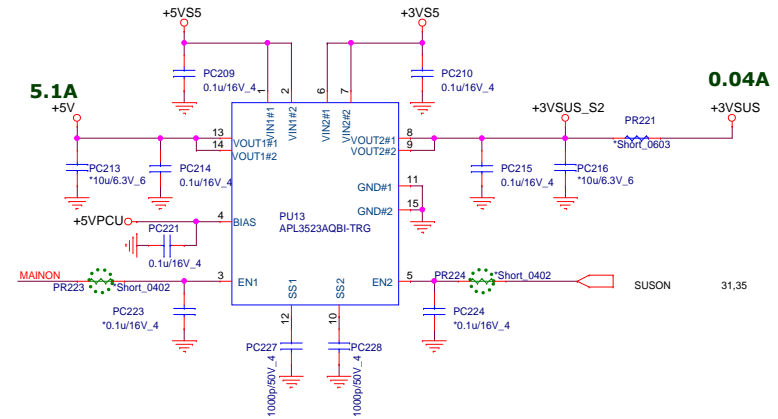 +5VS5
+3VS5
PC209
0.1u/16V_4
PC210
0.1u/16V_4
5.1A
+5V
0.04A
+3VSUS_S2
PR221
*Short_0603
+3VSUS
1
2
6
7
VIN1#1
VIN1#2
VIN2#1
VIN2#2
13
14
VOUT1#1
VOUT1#2
8
9
VOUT2#1
VOUT2#2
PC213
*10u/6.3V_6
PC214
0.1u/16V_4
PC215
0.1u/16V_4
PC216
*10u/6.3V_6
GND#1
11
GND#2
15
+5VPCU
4
BIAS
PC221
0.1u/16V_4
PU13
APL3523AQBI-TRG
MAINON
PR223
*Short_0402
3
EN1
EN2
5
PR224
*Short_0402
SUSON
31,35
SS1
SS2
12
10
PC223
*0.1u/16V_4
PC224
*0.1u/16V_4
PC227
1000p/50V_4
PC228
1000p/50V_4